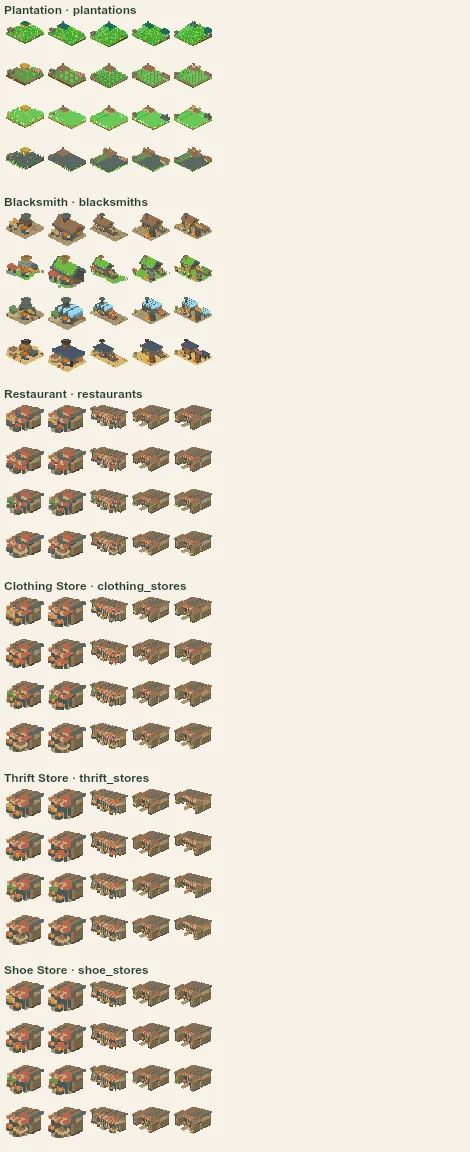 Plantation · plantations
Blacksmith · blacksmiths
Restaurant · restaurants
Clothing Store · clothing_stores
Thrift Store · thrift_stores
Shoe Store · shoe_stores